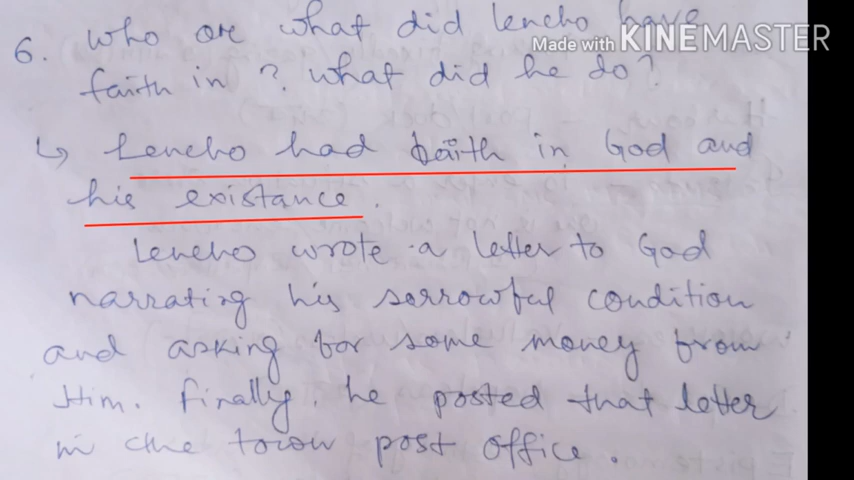 who are what did Lencho have
Made with KINEMASTER
6. faith in ? what did he do?
↳ Lencho had faith in God and
his existance.
Lencho wrote a letter to God
narrating his sorrowful condition
and asking for some money from
Him. Finally, he posted that letter
in the town post office.